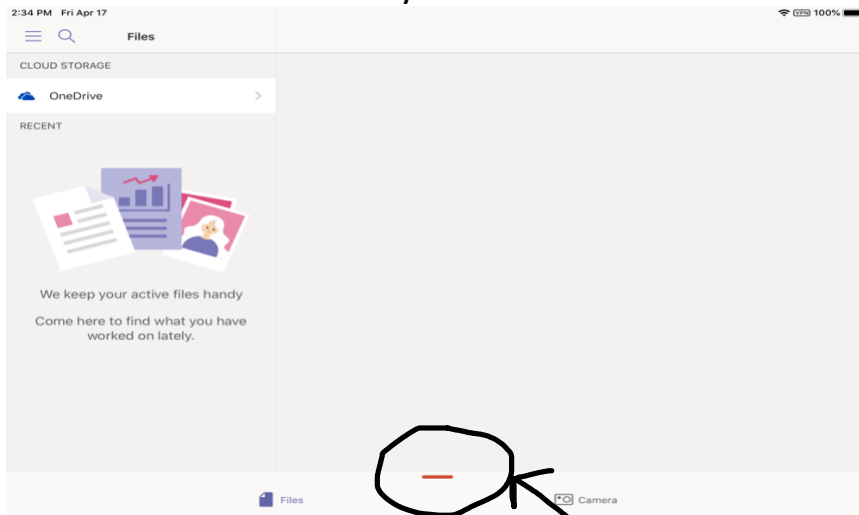 2:34 PM Fri Apr 17
VPN 100%
Files
CLOUD STORAGE
OneDrive
RECENT
We keep your active files handy
Come here to find what you have
worked on lately.
Files
Camera